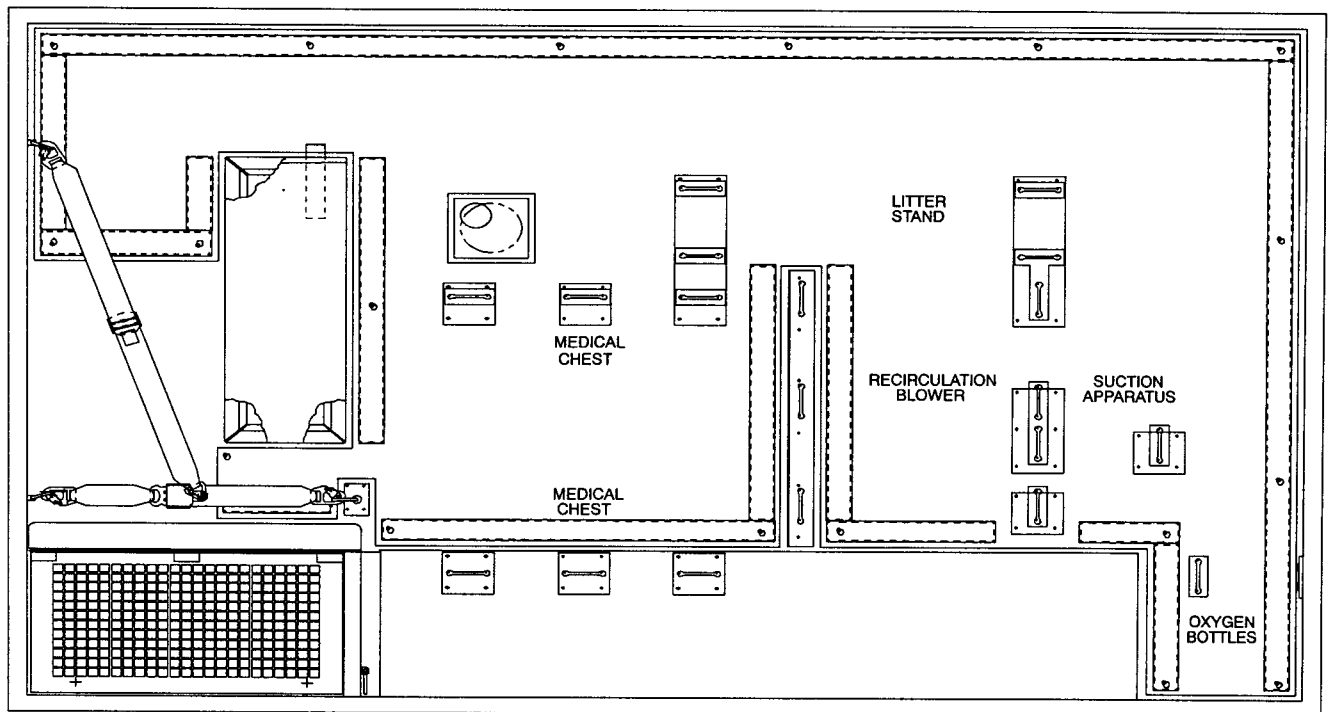 LITTER
STAND
MEDICAL
CHEST
RECIRCULATION
BLOWER
SUCTION
APPARATUS
MEDICAL
CHEST
OXYGEN
BOTTLES